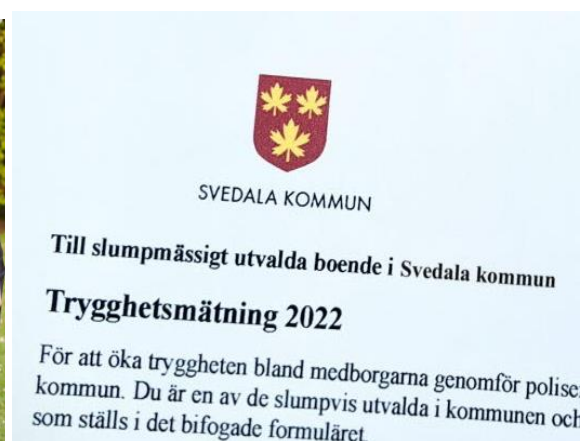 SVEDALA KOMMUN
Till slumpmässigt utvalda boende i Svedala kommun
Trygghetsmätning 2022
För att öka tryggheten bland medborgarna genomför
kommun. Du är en av de slumpvis utvalda i kommunen och
som ställs i det bifogade formuläret